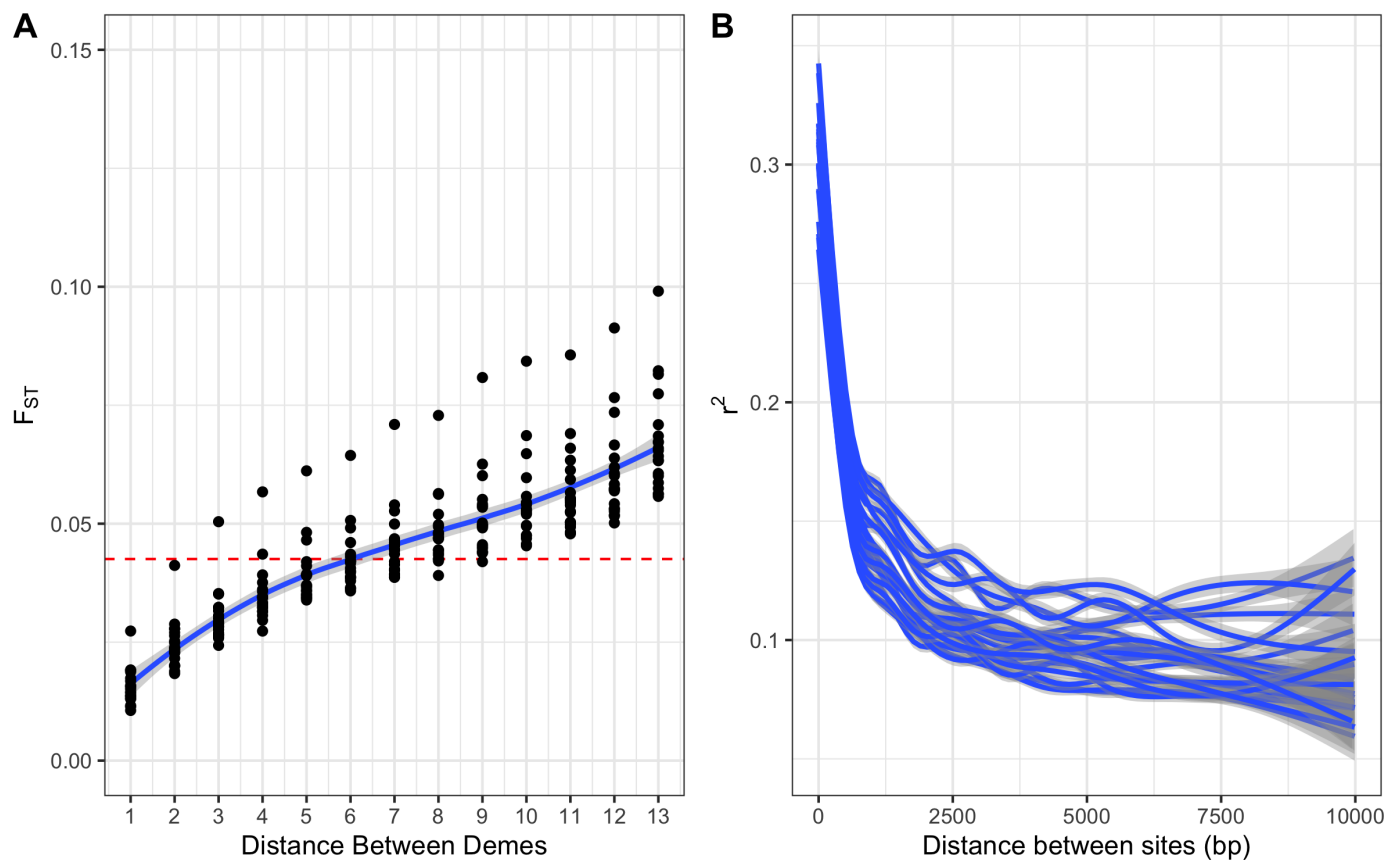 A
0.15
0.10
0.05
0.00
F_ST
1 2 3 4 5 6 7 8 9 10 11 12 13
Distance Between Demes
B
0.3
0.2
0.1
r²
0 2500 5000 7500 10000
Distance between sites (bp)